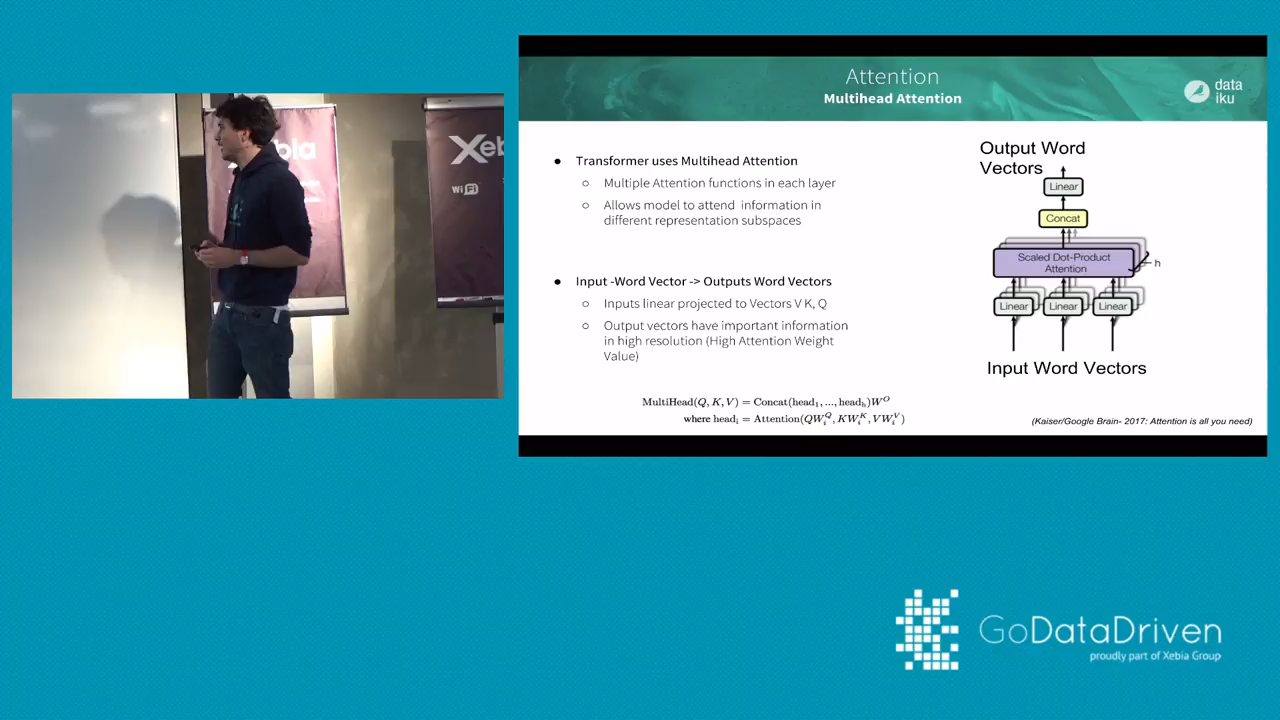 Xeb
WiFi
Attention
Multihead Attention
data
iku
● Transformer uses Multihead Attention
○ Multiple Attention functions in each layer
○ Allows model to attend information in
different representation subspaces
● Input -Word Vector -> Outputs Word Vectors
○ Inputs linear projected to Vectors V K, Q
○ Output vectors have important information
in high resolution (High Attention Weight
Value)
MultiHead(Q, K, V) = Concat(head₁, ..., headₕ)Wᴼ
where headᵢ = Attention(QWᵢ^Q, KWᵢ^K, VWᵢ^V)
Output Word
Vectors
Linear
Concat
Scaled Dot-Product
Attention
h
Linear Linear Linear
Input Word Vectors
(Kaiser/Google Brain- 2017: Attention is all you need)
GoDataDriven
proudly part of Xebia Group